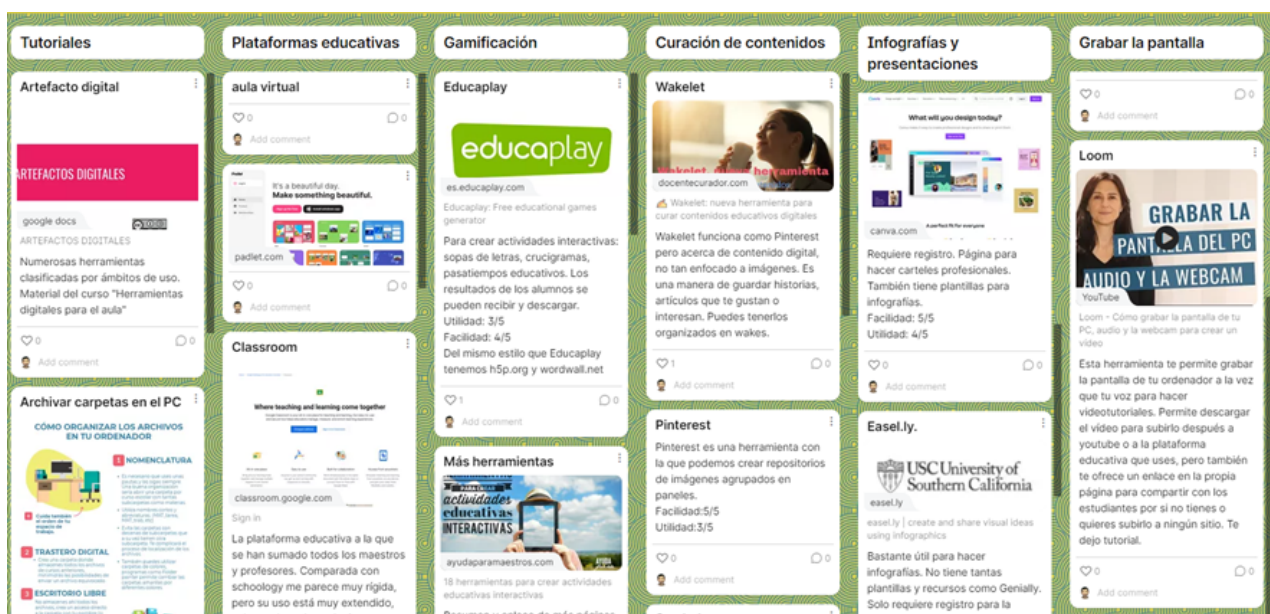 Tutoriales
Artefacto digital
ARTEFACTOS DIGITALES
google docs
ARTEFACTOS DIGITALES
Numerosas herramientas
clasificadas por ámbitos de uso.
Material del curso "Herramientas
digitales para el aula"
0
0
Add comment
Archivar carpetas en el PC
CÓMO ORGANIZAR LOS ARCHIVOS
EN TU ORDENADOR
1 NOMENCLATURA
2 TRASTERO DIGITAL
3 ESCRITORIO LIBRE
Plataformas educativas
aula virtual
0
0
Add comment
Padlet
It's a beautiful day.
Make something beautiful.
padlet.com
0
0
Add comment
Classroom
Where teaching and learning come together
classroom.google.com
Sign in
La plataforma educativa a la que
se han sumado todos los maestros
y profesores. Comparada con
schoology me parece muy rígida,
pero su uso está muy extendido,
Gamificación
Educaplay
educaplay
es.educaplay.com
Educaplay: Free educational games
generator
Para crear actividades interactivas:
sopas de letras, crucigramas,
pasatiempos educativos. Los
resultados de los alumnos se
pueden recibir y descargar.
Utilidad: 3/5
Facilidad: 4/5
Del mismo estilo que Educaplay
tenemos h5p.org y wordwall.net
1
0
Add comment
Más herramientas
PARA CREAR
actividades
educativas
INTERACTIVAS
ayudaparamaestros.com
18 herramientas para crear actividades
educativas interactivas
Curación de contenidos
Wakelet
Wakelet, nueva herramienta
docentecurador.com
Wakelet: nueva herramienta para
curar contenidos educativos digitales
Wakelet funciona como Pinterest
pero acerca de contenido digital,
no tan enfocado a imágenes. Es
una manera de guardar historias,
artículos que te gustan o
interesan. Puedes tenerlos
organizados en wakes.
1
0
Add comment
Pinterest
Pinterest es una herramienta con
la que podemos crear repositorios
de imágenes agrupados en
paneles.
Facilidad:5/5
Utilidad:3/5
0
0
Add comment
Infografías y
presentaciones
What will you design today?
A perfect fit for everyone
canva.com
Requiere registro. Página para
hacer carteles profesionales.
También tiene plantillas para
infografías.
Facilidad: 5/5
Utilidad: 4/5
0
0
Add comment
Easel.ly.
USC University of
Southern California
easel.ly
easel.ly | create and share visual ideas
using infographics
Bastante útil para hacer
infografías. No tiene tantas
plantillas y recursos como Genially.
Solo requiere registro para la
Grabar la pantalla
0
0
Add comment
Loom
GRABAR LA
PANTALLA DEL PC
AUDIO Y LA WEBCAM
YouTube
Loom - Cómo grabar la pantalla de tu
PC, audio y la webcam para crear un
vídeo
Esta herramienta te permite grabar
la pantalla de tu ordenador a la vez
que tu voz para hacer
videotutoriales. Permite descargar
el vídeo para subirlo después a
youtube o a la plataforma
educativa que uses, pero también
te ofrece un enlace en la propia
página para compartir con los
estudiantes por si no tienes o
quieres subirlo a ningún sitio. Te
dejo tutorial.
0
0
Add comment